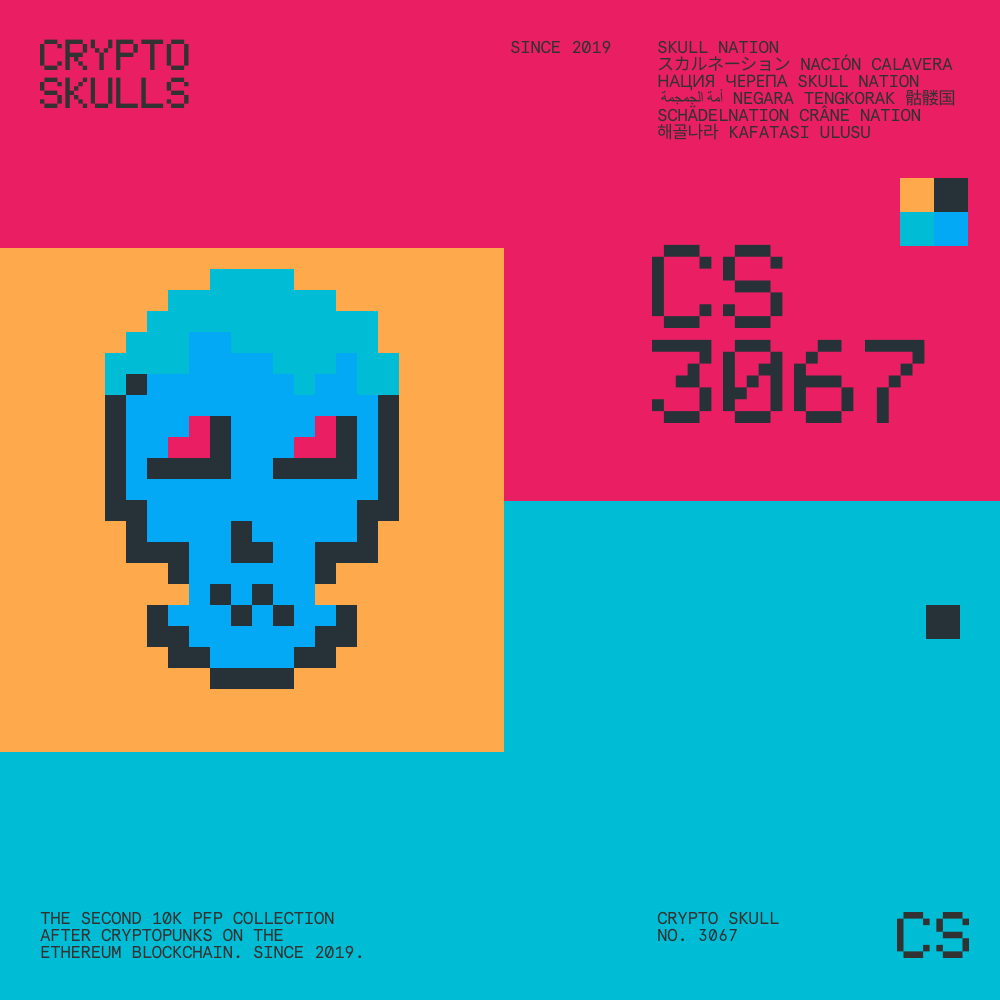 CRYPTO
SKULLS
SINCE 2019
SKULL NATION
スカルネーション NACIÓN CALAVERA
НАЦИЯ ЧЕРЕПА SKULL NATION
أمة الجمجمة NEGARA TENGKORAK 骷髅国
SCHÄDELNATION CRÂNE NATION
해골나라 KAFATASI ULUSU
CS
3067
THE SECOND 10K PFP COLLECTION
AFTER CRYPTOPUNKS ON THE
ETHEREUM BLOCKCHAIN. SINCE 2019.
CRYPTO SKULL
NO. 3067
CS